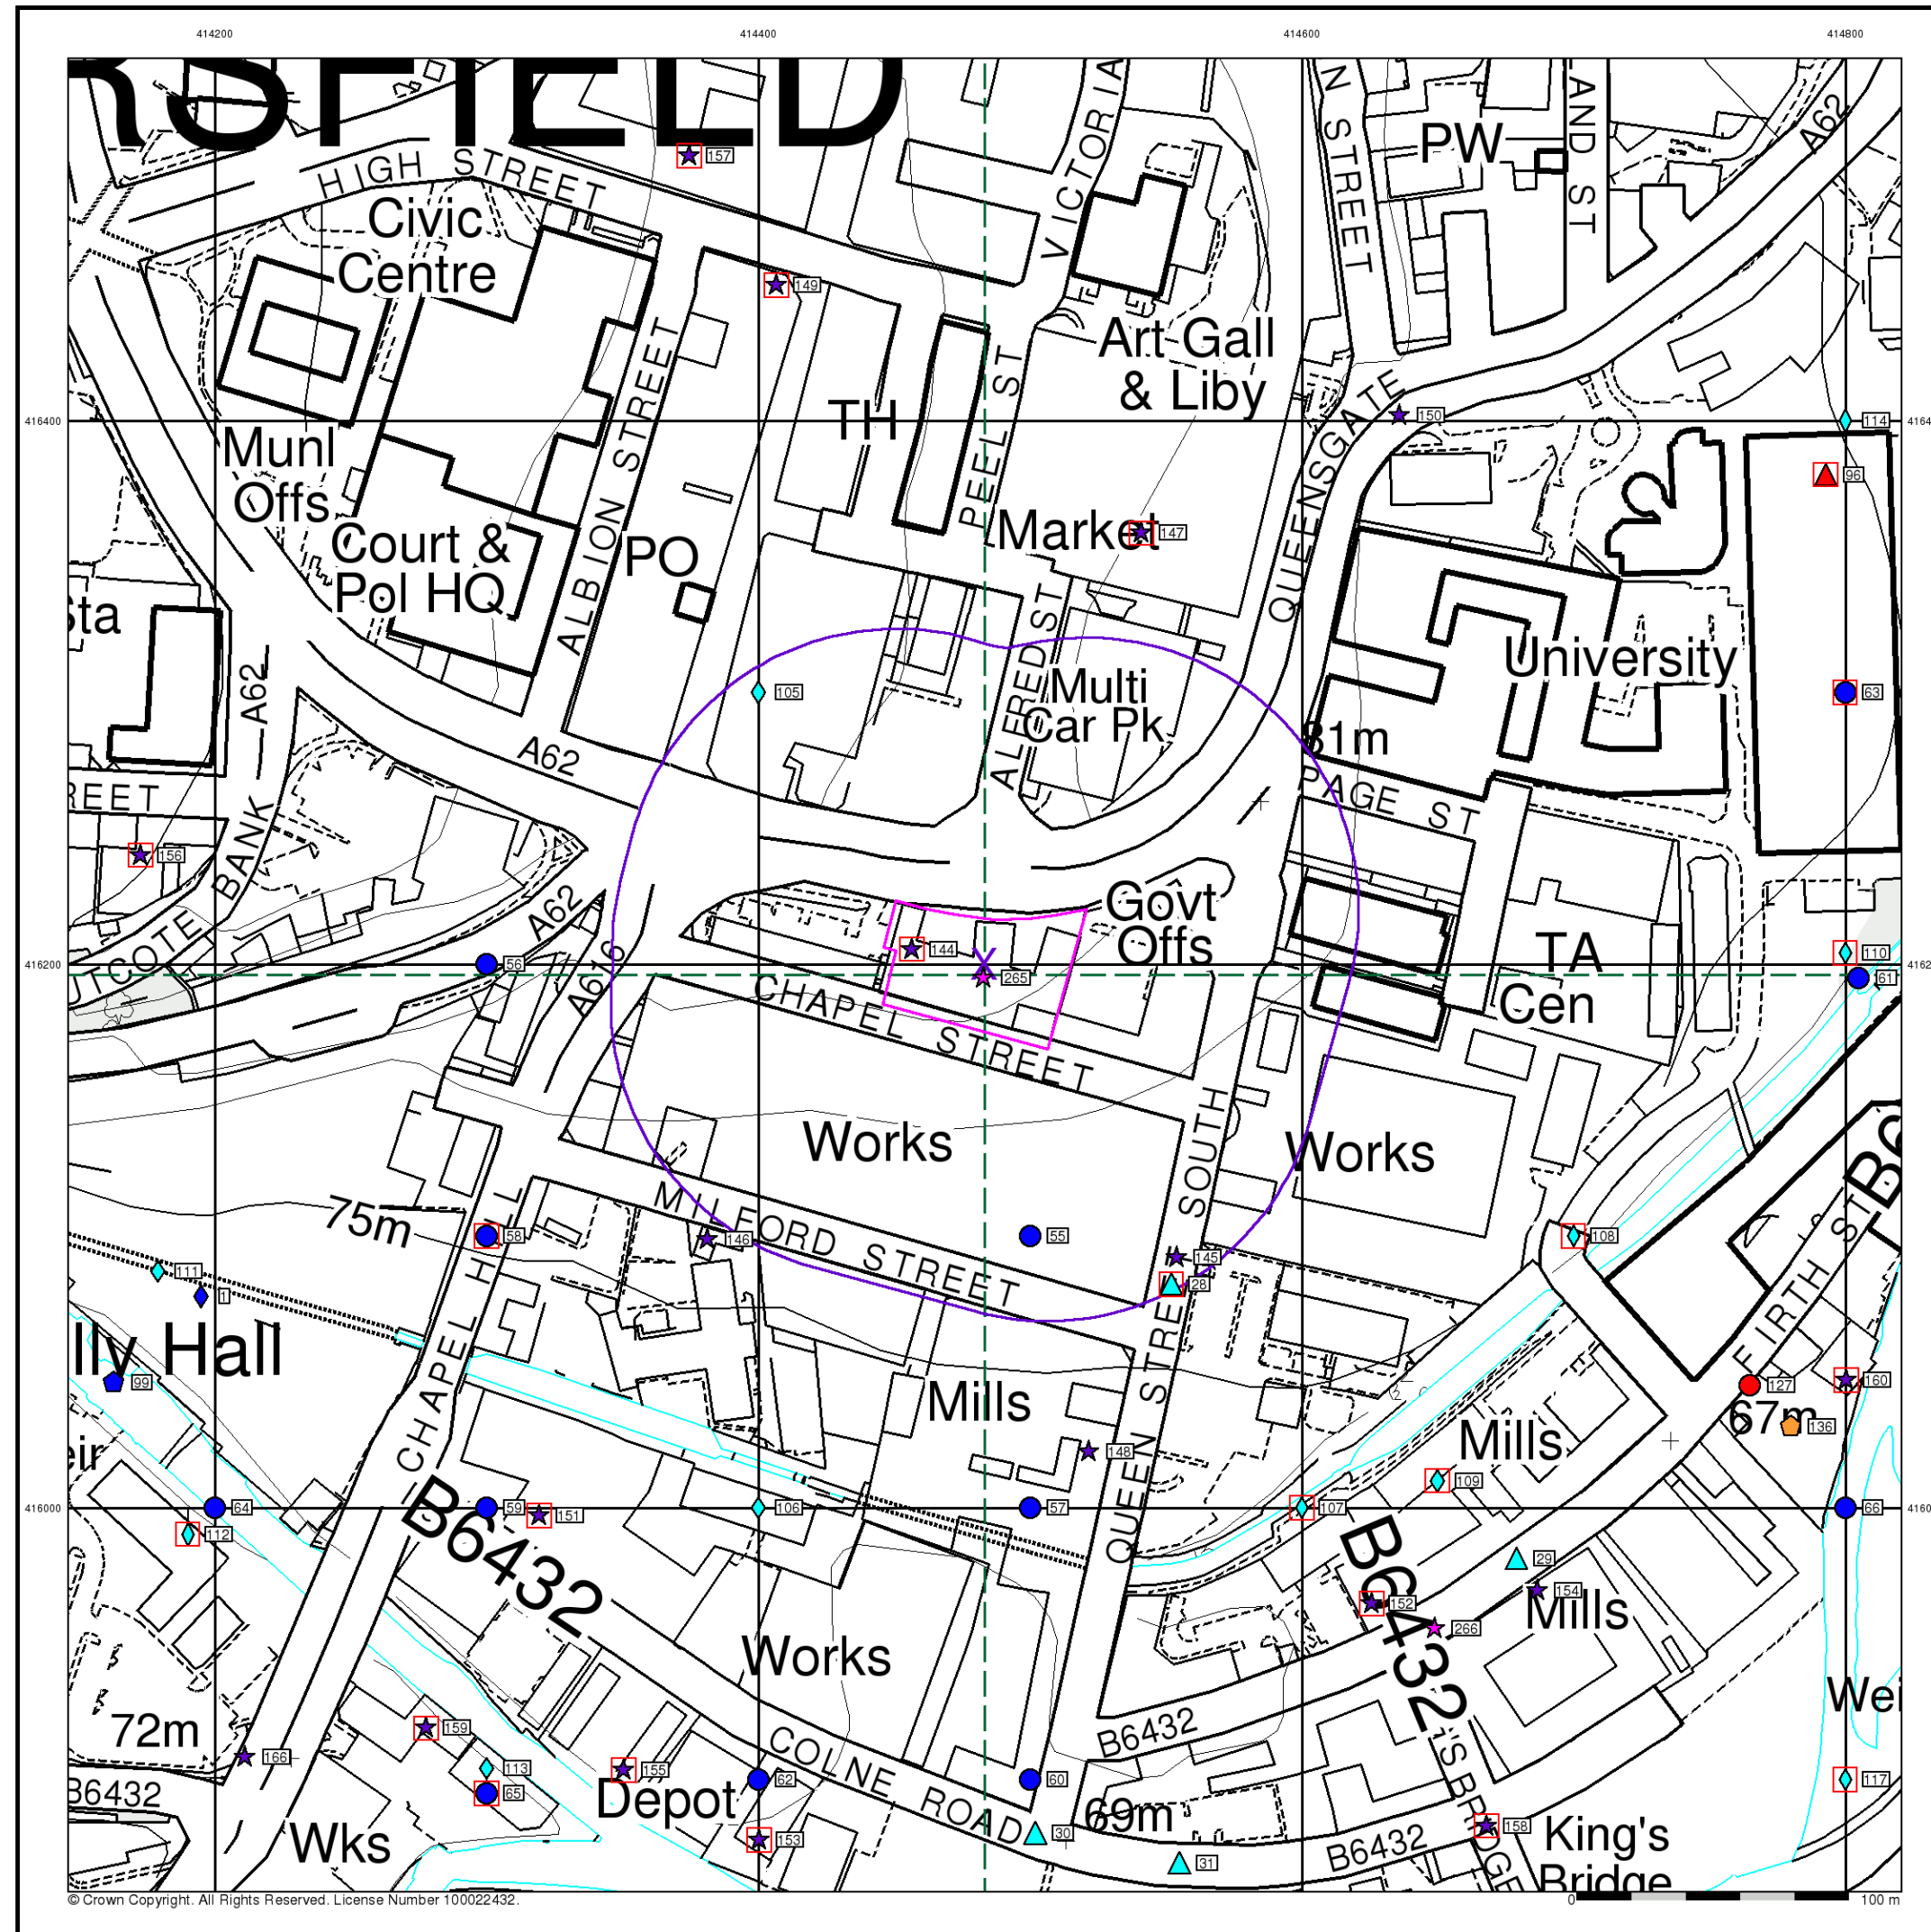 414200
414400
414600
414800
RSFIELD
HIGH STREET
157
VICTORIA
N STREET
PW
AND ST
A62
Civic
Centre
149
Art Gall
& Liby
ALBION STREET
TH
PEEL ST
QUEENSGATE
150
416400
114
Munl
Offs
96
Court &
Pol HQ
PO
Market
147
Sta
A62
105
ALFRED ST
Multi
Car Pk
University
63
81m
A62
REET
PAGE ST
BANK
156
UTCOTE
A62
A616
56
Govt
Offs
144
265
TA
Cen
110
61
416200
CHAPEL STREET
Works
Works
75m
58
MILFORD STREET
146
55
SOUTH
145
28
108
111
1
lly Hall
99
CHAPEL HILL
Mills
148
QUEEN STREE
FIRTH ST
B6
127
160
67m
136
Mills
109
eir
416000
64
59
151
106
57
107
66
112
B6432
B6432
29
154
152
Mills
266
Works
72m
159
166
113
65
155
Depot
62
COLNE ROAD
60
B6432
'S BRIDGE
Wei
117
B6432
Wks
153
30
69m
31
B6432
158
King's
Bridge
© Crown Copyright. All Rights Reserved. License Number 100022432.
0
100 m